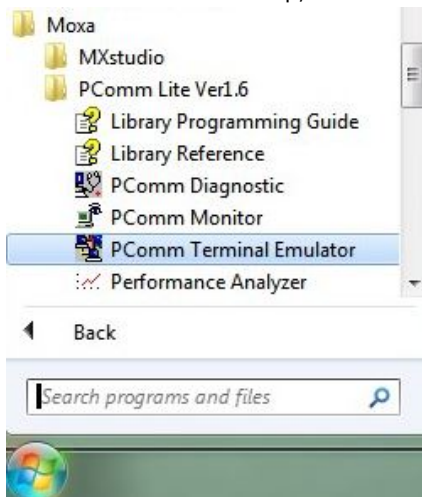 Moxa
MXstudio
PComm Lite Ver1.6
Library Programming Guide
Library Reference
PComm Diagnostic
PComm Monitor
PComm Terminal Emulator
Performance Analyzer
Back
Search programs and files